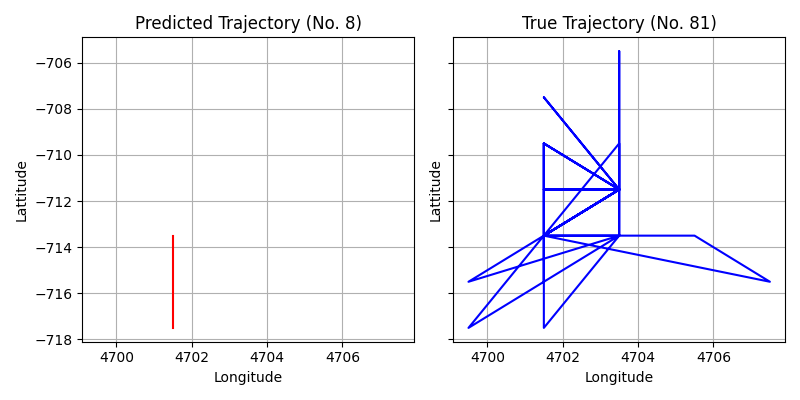 Predicted Trajectory (No. 8)
True Trajectory (No. 81)
−706
−708
−710
−712
−714
−716
−718
Lattitude
Lattitude
4700
4702
4704
4706
4700
4702
4704
4706
Longitude
Longitude